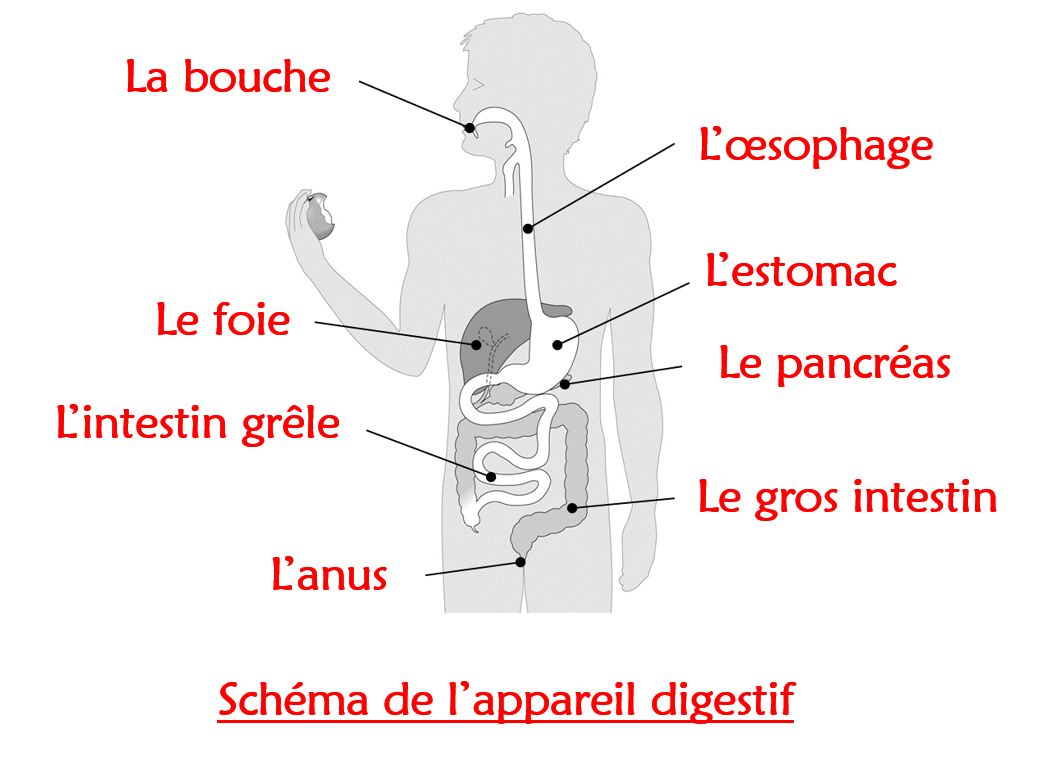 La bouche
L'œsophage
L'estomac
Le foie
Le pancréas
L'intestin grêle
Le gros intestin
L'anus
Schéma de l'appareil digestif